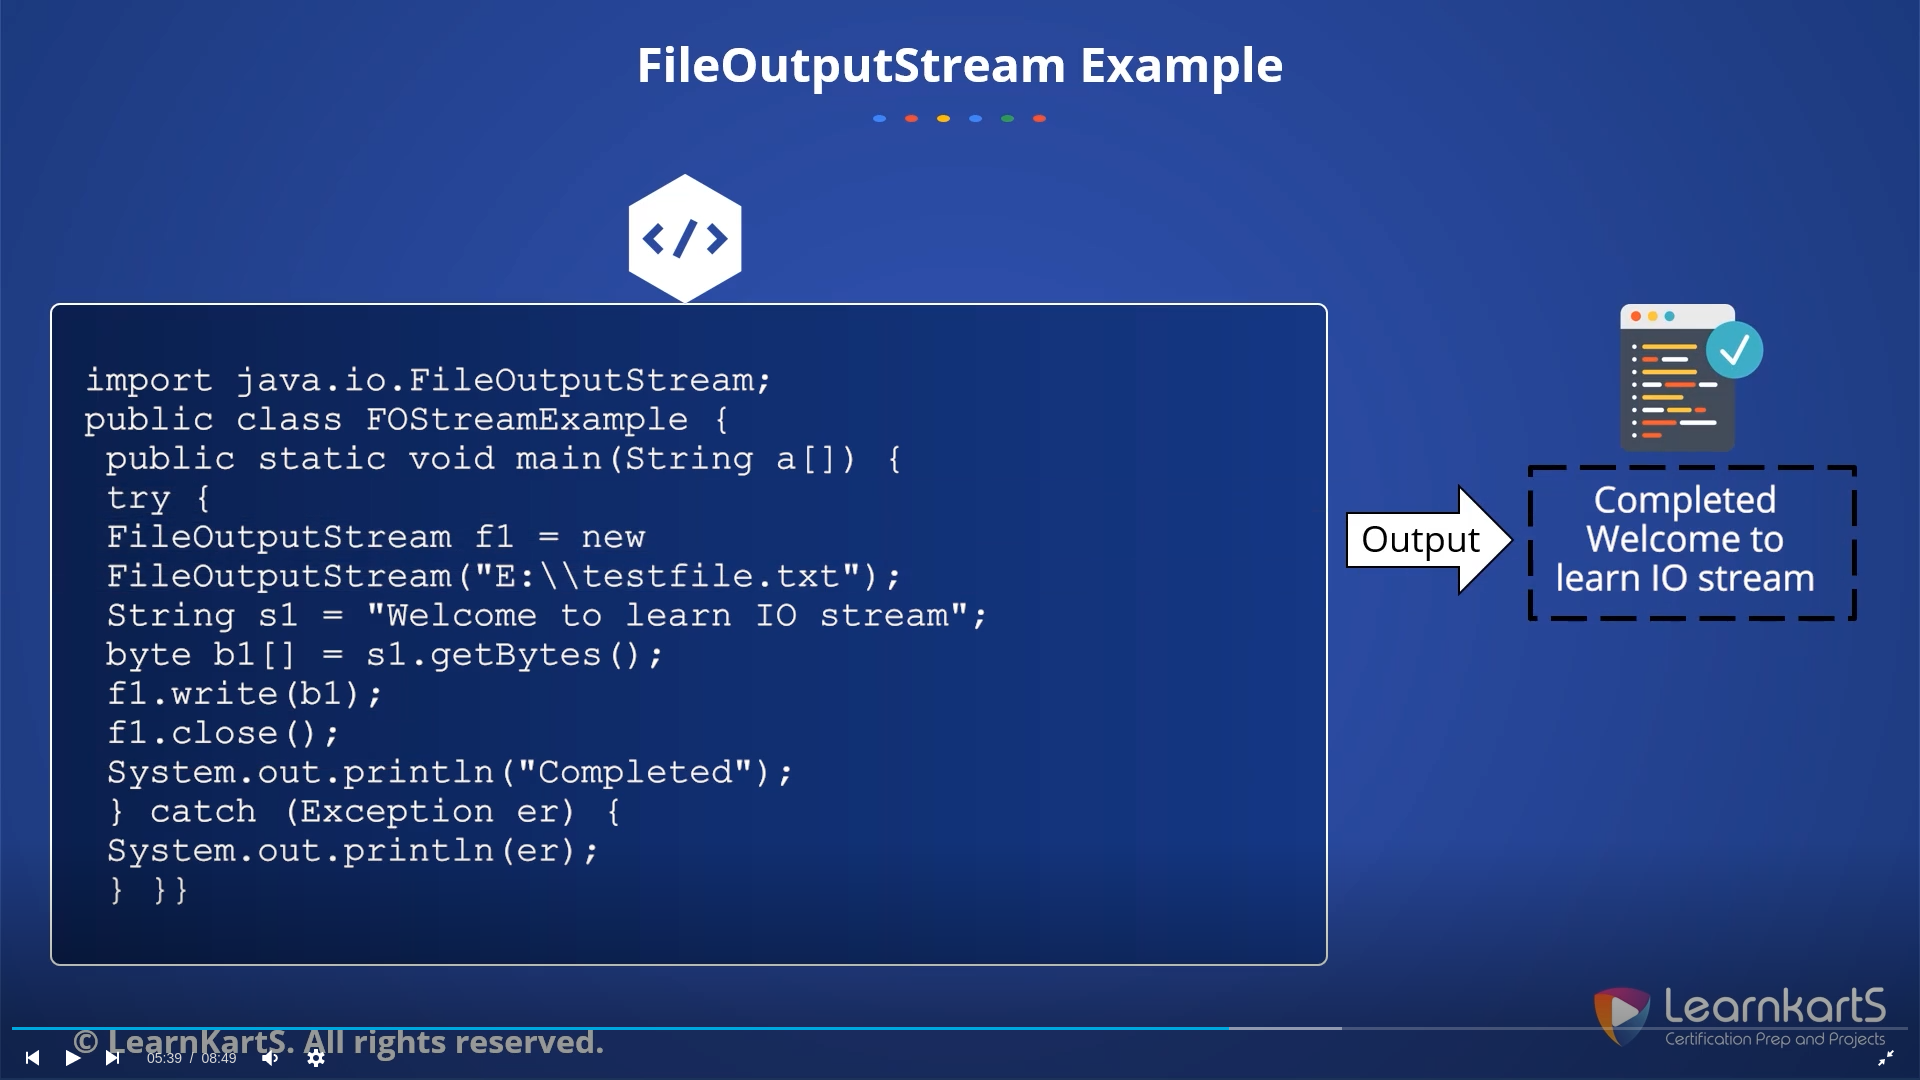 FileOutputStream Example
import java.io.FileOutputStream;
public class FOStreamExample {
public static void main(String a[]) {
try {
FileOutputStream f1 = new
FileOutputStream("E:\\testfile.txt");
String s1 = "Welcome to learn IO stream";
byte b1[] = s1.getBytes();
f1.write(b1);
f1.close();
System.out.println("Completed");
} catch (Exception er) {
System.out.println(er);
} }}
Output
Completed
Welcome to
learn IO stream
LearnkartS
Certification Prep and Projects
© LearnKartS. All rights reserved.
05:39 / 08:49